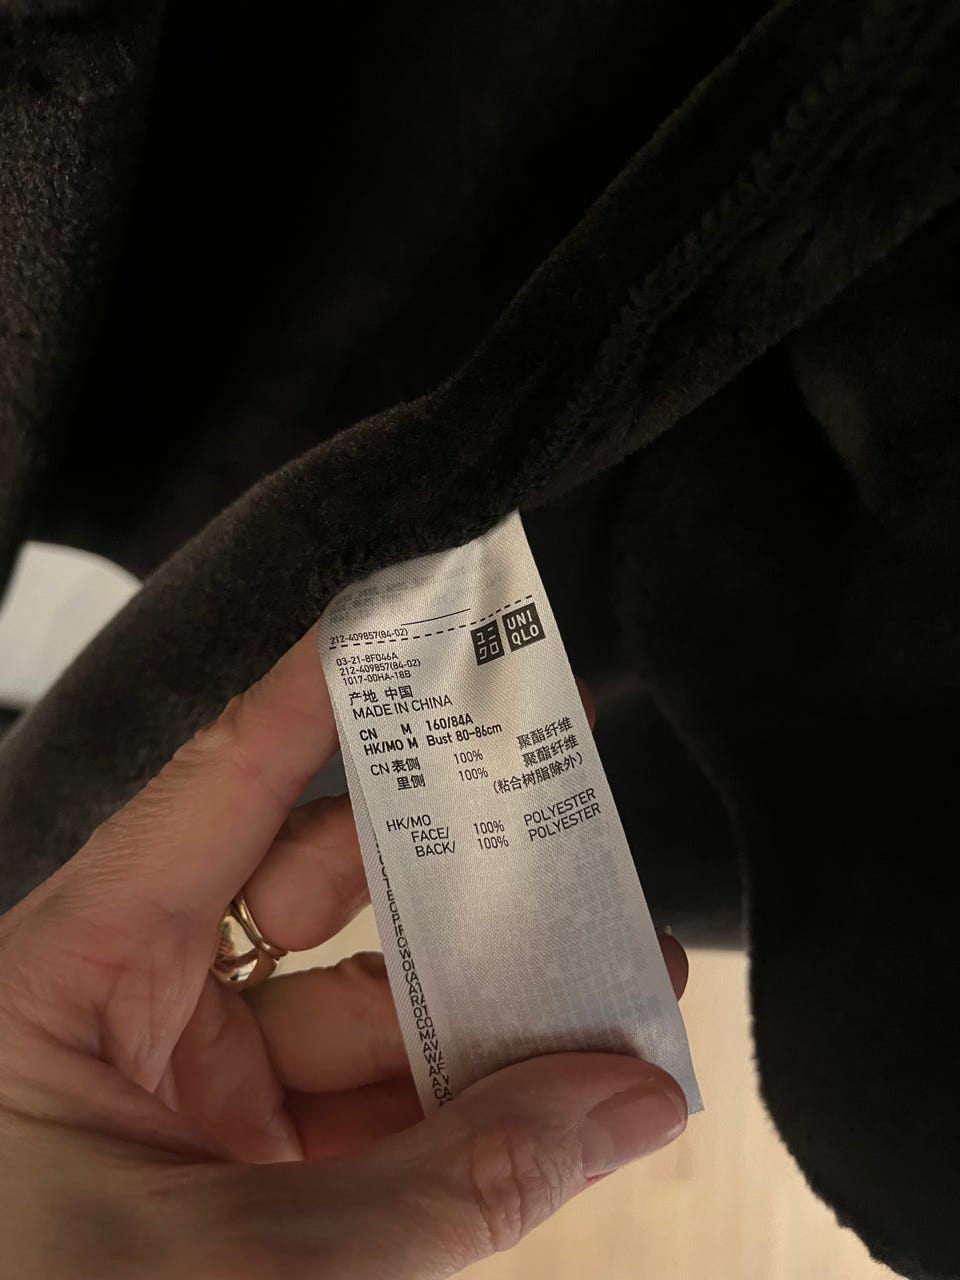 212-409857(84-02)
ユニ
クロ
UNI
QLO
03-21-8F046A
212-409857(84-02)
1017-00HA-18B
产地 中国
MADE IN CHINA
CN M 160/84A
HK/MO M Bust 80-86cm
CN 表侧 100% 聚酯纤维
里侧 100% 聚酯纤维
(粘合树脂除外)
HK/MO
FACE/ 100% POLYESTER
BACK/ 100% POLYESTER